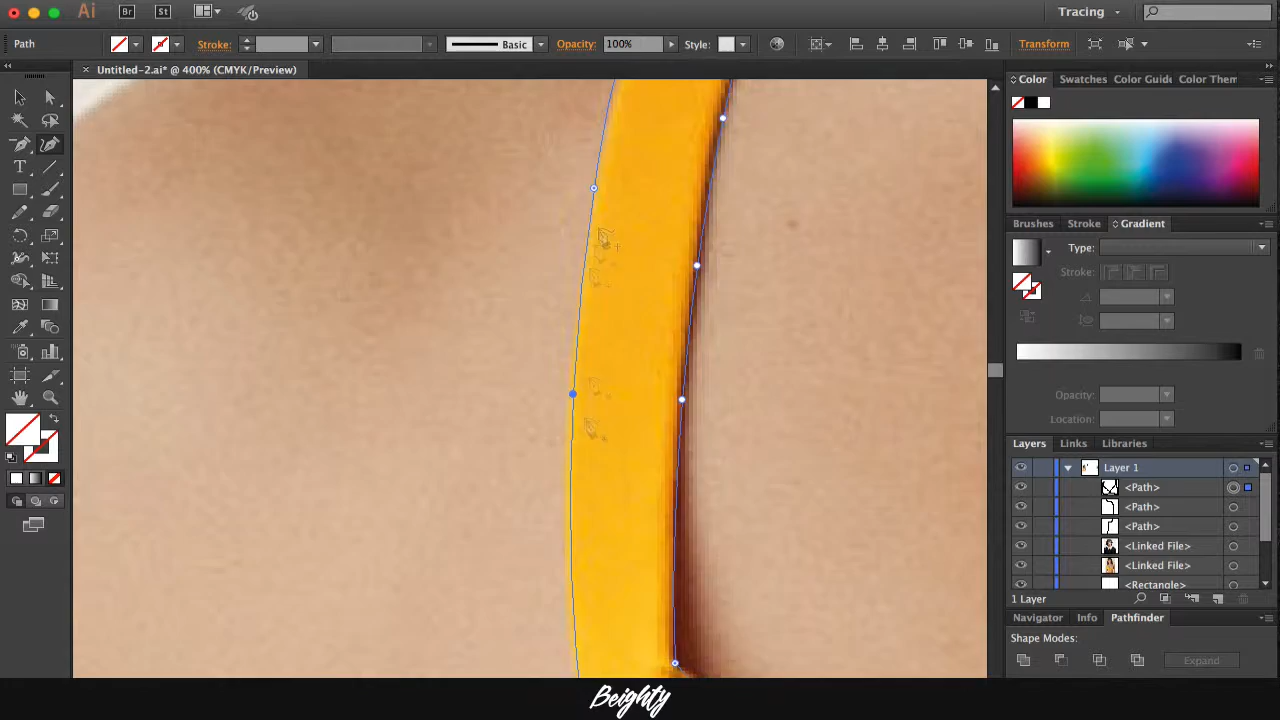 Ai Br St Tracing
Path Stroke: Basic Opacity: 100% Style: Transform
× Untitled-2.ai* @ 400% (CMYK/Preview)
Color Swatches Color Guide Color Them
Brushes Stroke Gradient
Type:
Stroke:
Opacity:
Location:
Layers Links Libraries
Layer 1
<Path>
<Path>
<Path>
<Linked File>
<Linked File>
<Rectangle>
1 Layer
Navigator Info Pathfinder
Shape Modes:
Expand
Beighty